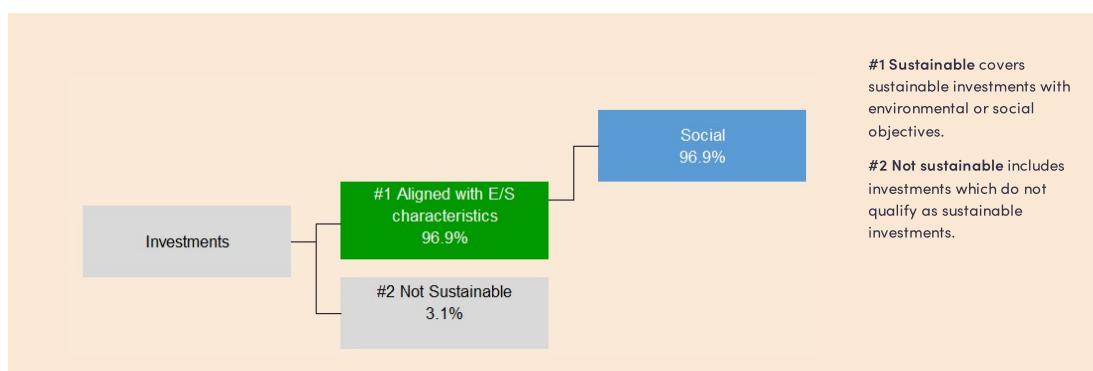 Investments
#1 Aligned with E/S
characteristics
96.9%
#2 Not Sustainable
3.1%
Social
96.9%
#1 Sustainable covers
sustainable investments with
environmental or social
objectives.
#2 Not sustainable includes
investments which do not
qualify as sustainable
investments.